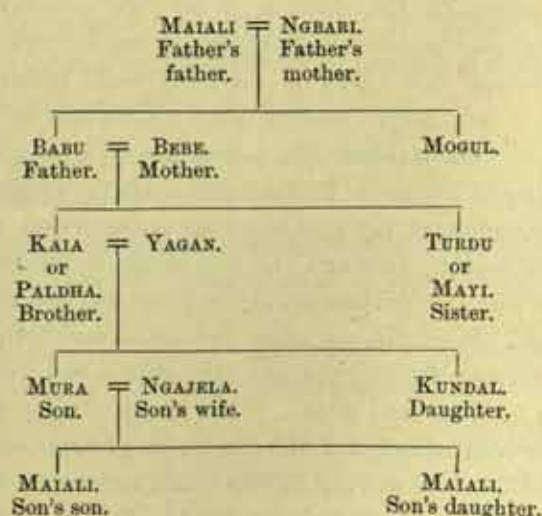 MAIALI = NGBARI.
Father's Father's
father. mother.
BABU = BEBE. MOGUL.
Father. Mother.
KAIA = YAGAN. TURDU
or or
PALDHA. MAYI.
Brother. Sister.
MURA = NGAJELA. KUNDAL.
Son. Son's wife. Daughter.
MAIALI. MAIALI.
Son's son. Son's daughter.